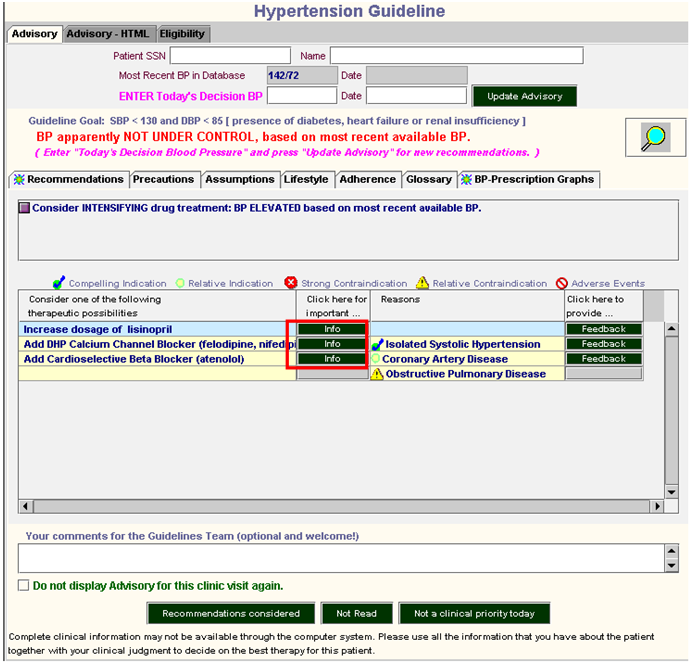 Hypertension Guideline
Advisory Advisory - HTML Eligibility
Patient SSN Name
Most Recent BP in Database 142/72 Date
ENTER Today's Decision BP Date Update Advisory
Guideline Goal: SBP < 130 and DBP < 85 [ presence of diabetes, heart failure or renal insufficiency ]
BP apparently NOT UNDER CONTROL, based on most recent available BP.
( Enter "Today's Decision Blood Pressure" and press "Update Advisory" for new recommendations. )
Recommendations Precautions Assumptions Lifestyle Adherence Glossary BP-Prescription Graphs
Consider INTENSIFYING drug treatment: BP ELEVATED based on most recent available BP.
Compelling Indication Relative Indication Strong Contraindication Relative Contraindication Adverse Events
Consider one of the following Click here for Reasons Click here to
therapeutic possibilities important ... provide ...
Increase dosage of lisinopril Info Feedback
Add DHP Calcium Channel Blocker (felodipine, nifedipi Info Isolated Systolic Hypertension Feedback
Add Cardioselective Beta Blocker (atenolol) Info Coronary Artery Disease Feedback
Obstructive Pulmonary Disease
Your comments for the Guidelines Team (optional and welcome!)
Do not display Advisory for this clinic visit again.
Recommendations considered Not Read Not a clinical priority today
Complete clinical information may not be available through the computer system. Please use all the information that you have about the patient
together with your clinical judgment to decide on the best therapy for this patient.